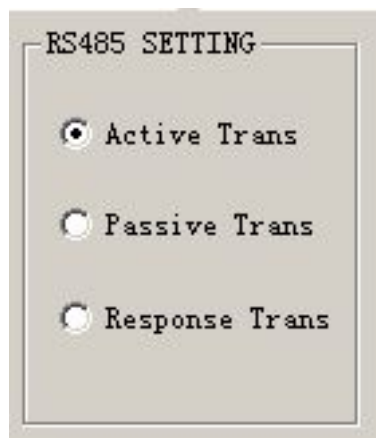 RS485 SETTING
Active Trans
Passive Trans
Response Trans